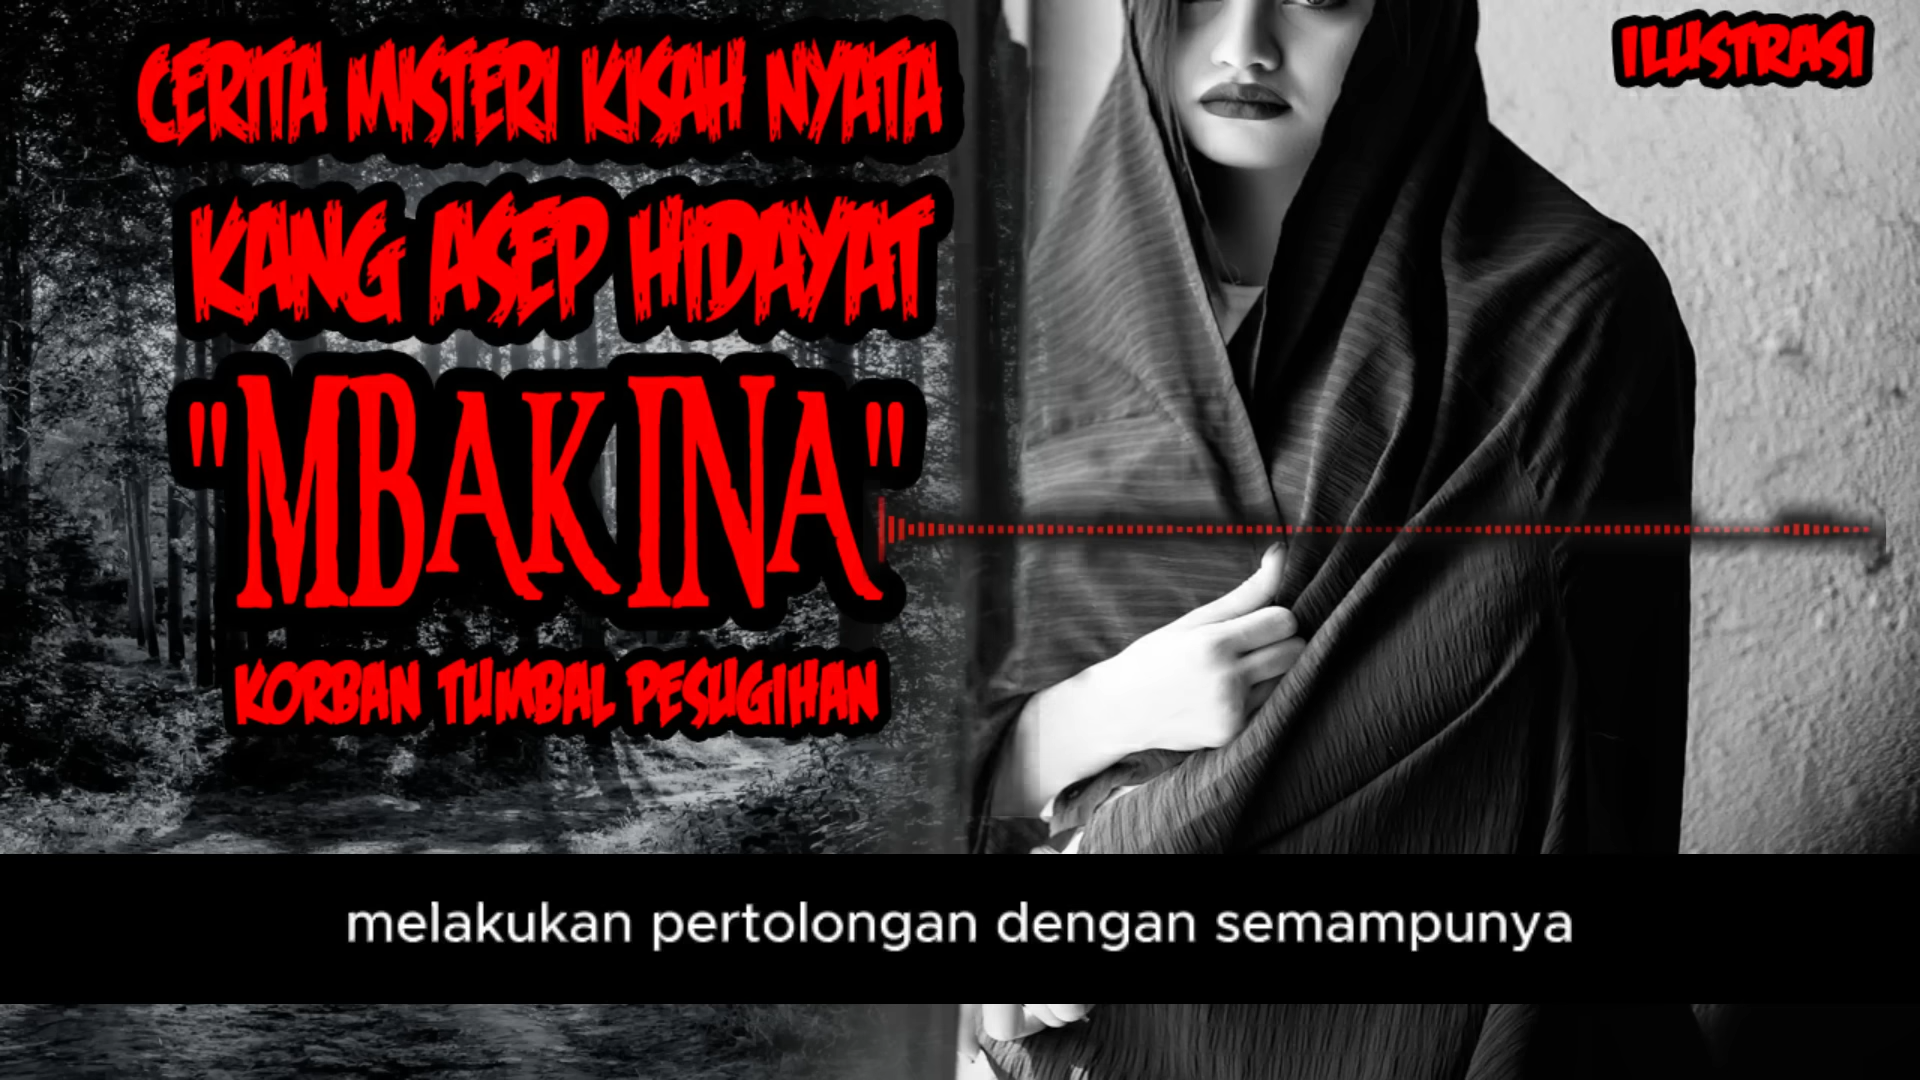 CERITA MISTERI KISAH NYATA
ILUSTRASI
KANG ASEP HIDAYAT
"MBAK INA"
KORBAN TUMBAL PESUGIHAN
melakukan pertolongan dengan semampunya